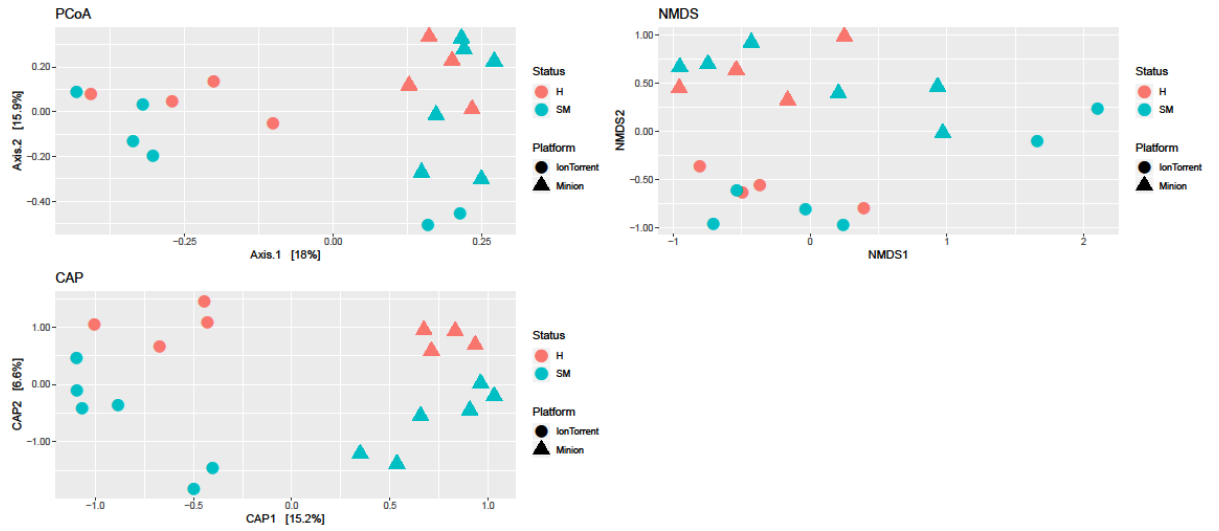 PCoA
0.20
0.00
−0.20
−0.40
Axis.2 [15.9%]
−0.25
0.00
0.25
Axis.1 [18%]
Status
H
SM
Platform
IonTorrent
Minion
NMDS
1.00
0.50
0.00
−0.50
−1.00
NMDS2
−1
0
1
2
NMDS1
Status
H
SM
Platform
IonTorrent
Minion
CAP
1.00
0.00
−1.00
CAP2 [6.6%]
−1.0
−0.5
0.0
0.5
1.0
CAP1 [15.2%]
Status
H
SM
Platform
IonTorrent
Minion